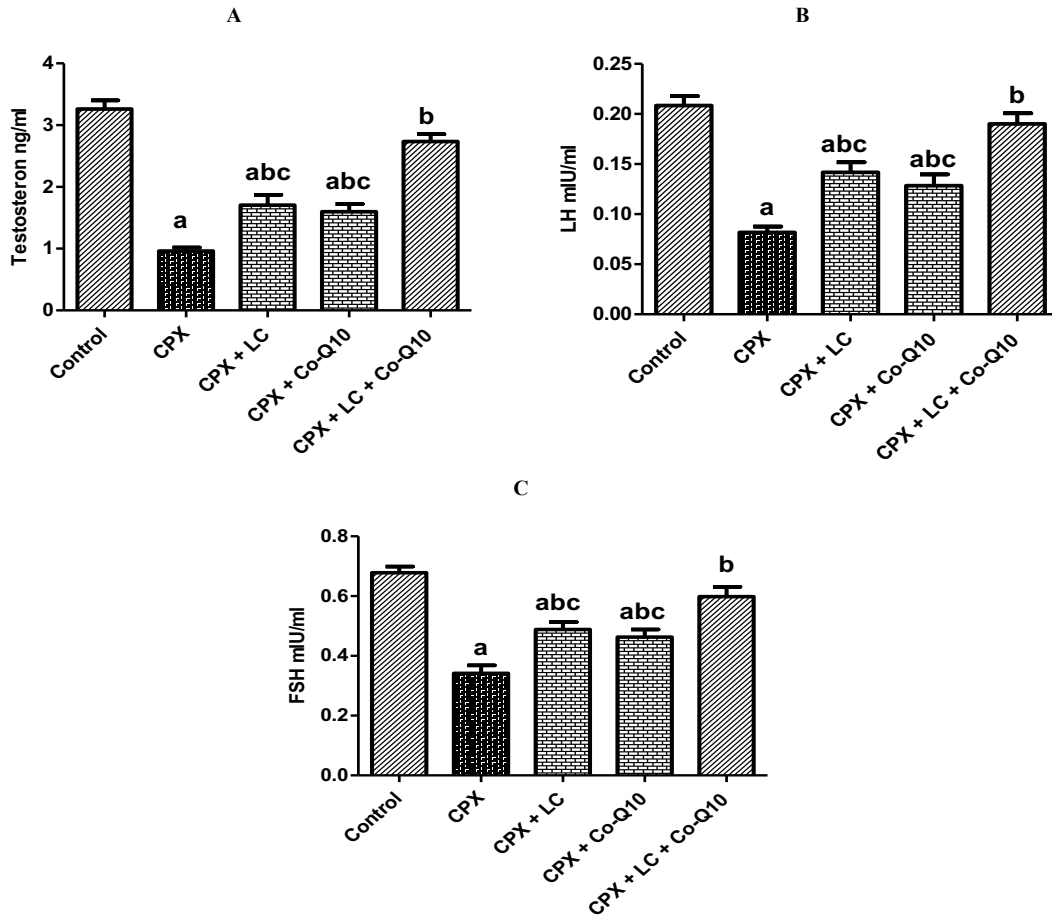 A
Testosteron ng/ml
4
3
2
1
0
a
abc
abc
b
Control
CPX
CPX + LC
CPX + Co-Q10
CPX + LC + Co-Q10
B
LH mIU/ml
0.25
0.20
0.15
0.10
0.05
0.00
a
abc
abc
b
Control
CPX
CPX + LC
CPX + Co-Q10
CPX + LC + Co-Q10
C
FSH mIU/ml
0.8
0.6
0.4
0.2
0.0
a
abc
abc
b
Control
CPX
CPX + LC
CPX + Co-Q10
CPX + LC + Co-Q10